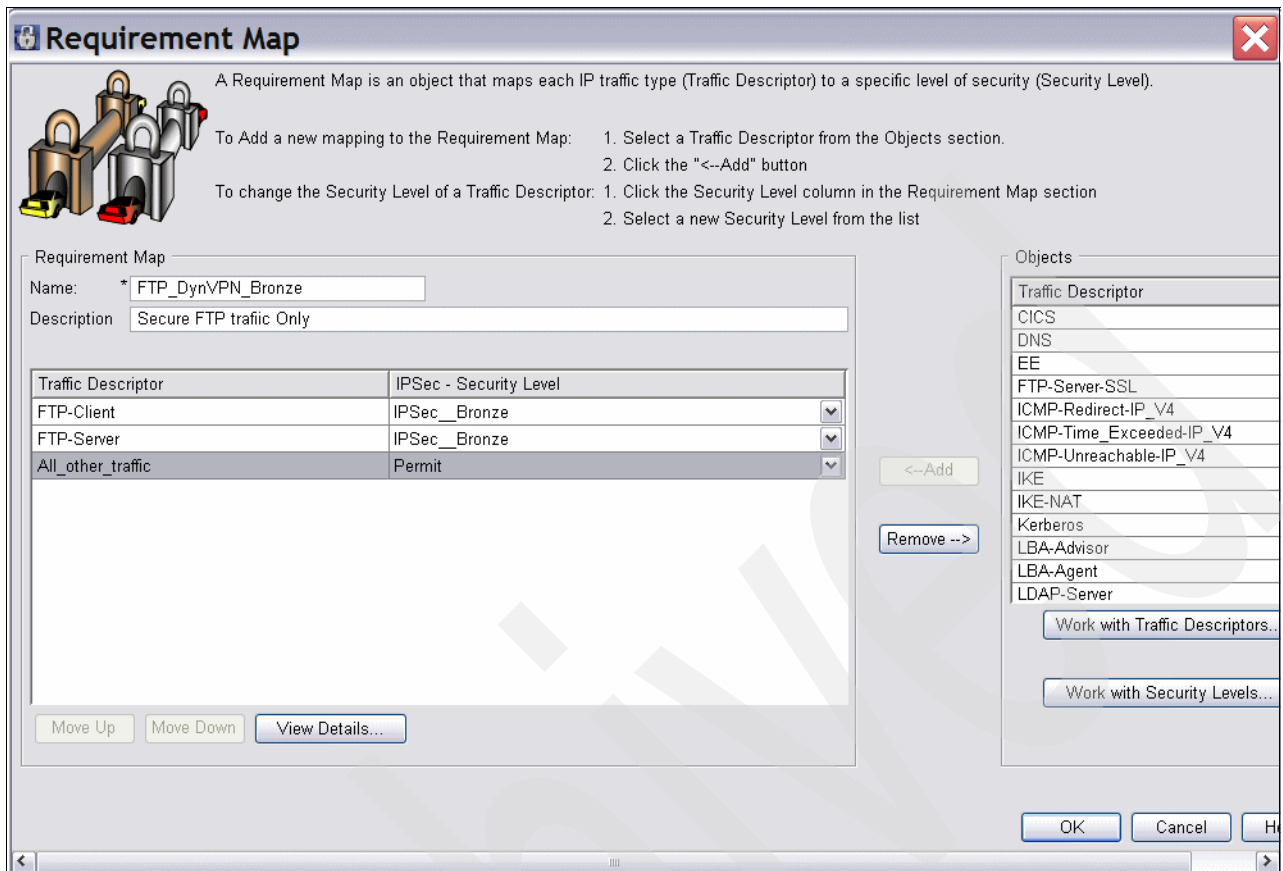 Requirement Map
A Requirement Map is an object that maps each IP traffic type (Traffic Descriptor) to a specific level of security (Security Level).
To Add a new mapping to the Requirement Map: 1. Select a Traffic Descriptor from the Objects section.
2. Click the "<--Add" button
To change the Security Level of a Traffic Descriptor: 1. Click the Security Level column in the Requirement Map section
2. Select a new Security Level from the list
Requirement Map
Name: * FTP_DynVPN_Bronze
Description Secure FTP trafiic Only
Traffic Descriptor IPSec - Security Level
FTP-Client IPSec__Bronze
FTP-Server IPSec__Bronze
All_other_traffic Permit
Move Up Move Down View Details...
<--Add
Remove -->
Objects
Traffic Descriptor
CICS
DNS
EE
FTP-Server-SSL
ICMP-Redirect-IP_V4
ICMP-Time_Exceeded-IP_V4
ICMP-Unreachable-IP_V4
IKE
IKE-NAT
Kerberos
LBA-Advisor
LBA-Agent
LDAP-Server
Work with Traffic Descriptors..
Work with Security Levels...
OK Cancel